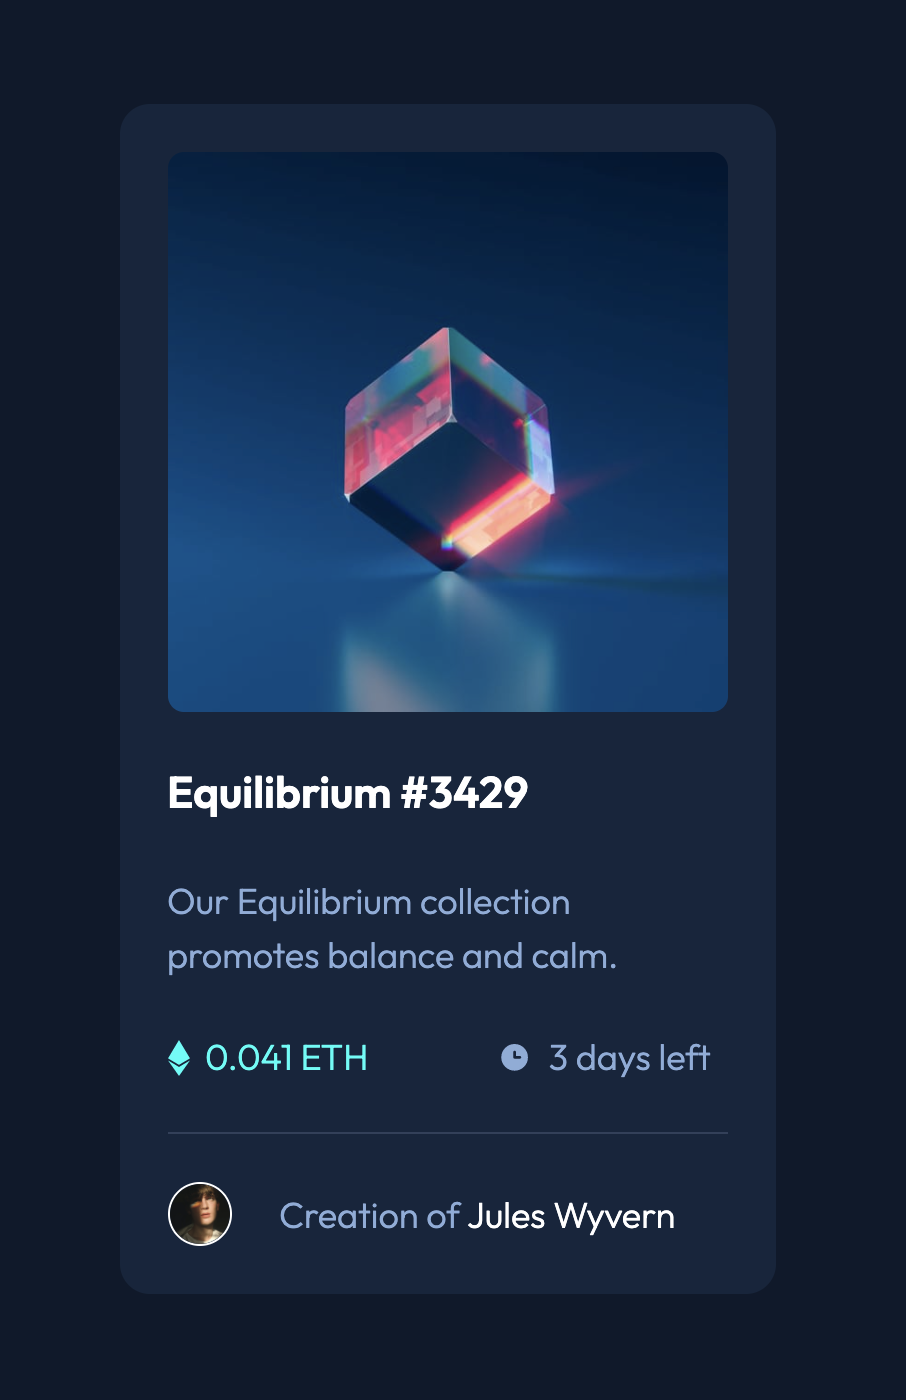 Equilibrium #3429
Our Equilibrium collection
promotes balance and calm.
0.041 ETH
3 days left
Creation of Jules Wyvern